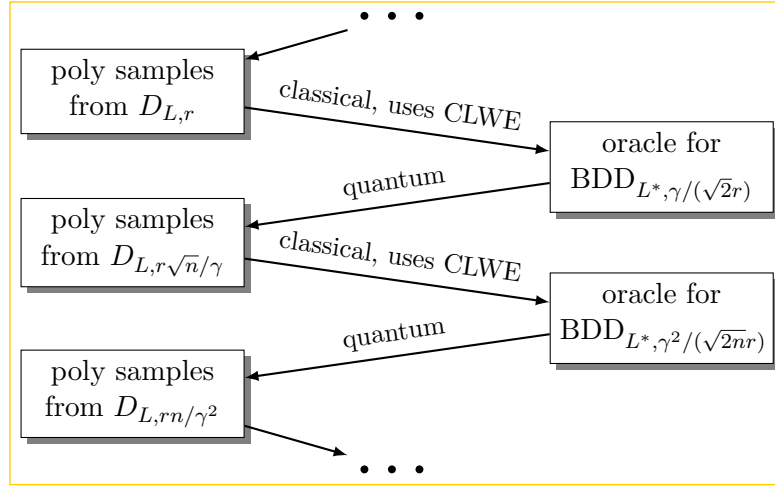 • • •
poly samples
from $D_{L,r}$
classical, uses CLWE
oracle for
$\mathrm{BDD}_{L^*,\gamma/(\sqrt{2}r)}$
quantum
poly samples
from $D_{L,r\sqrt{n}/\gamma}$
classical, uses CLWE
oracle for
$\mathrm{BDD}_{L^*,\gamma^2/(\sqrt{2n}r)}$
quantum
poly samples
from $D_{L,rn/\gamma^2}$
• • •